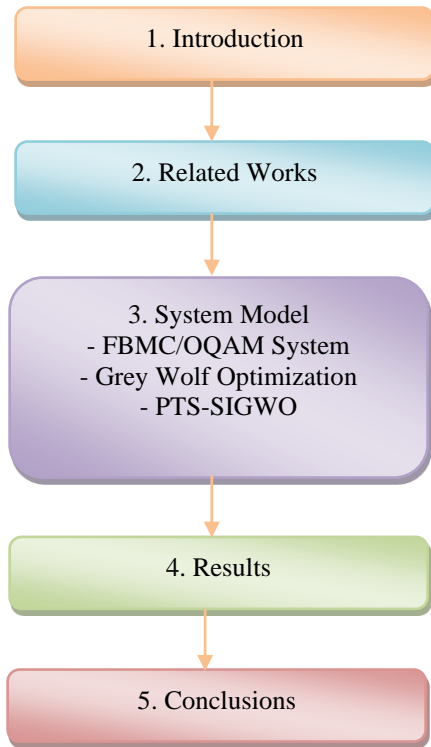 1. Introduction
2. Related Works
3. System Model
- FBMC/OQAM System
- Grey Wolf Optimization
- PTS-SIGWO
4. Results
5. Conclusions